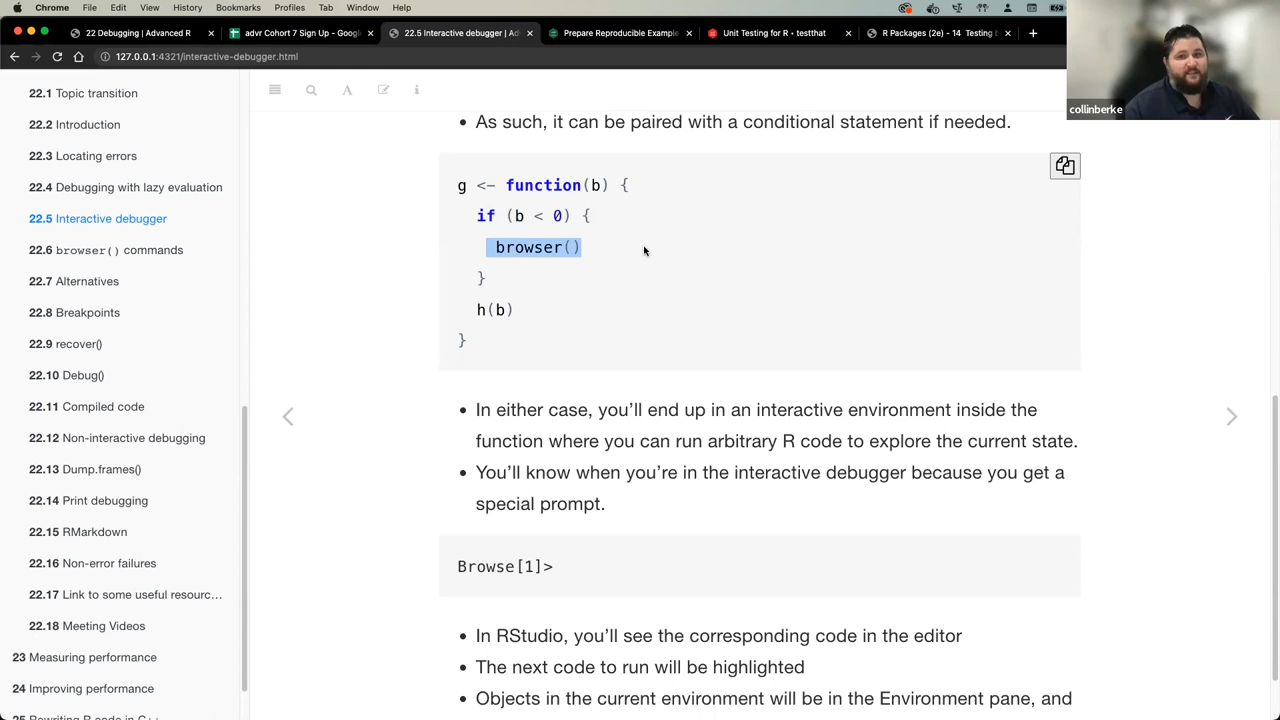 Chrome File Edit View History Bookmarks Profiles Tab Window Help
22 Debugging | Advanced R
advr Cohort 7 Sign Up - Goog
22.5 Interactive debugger | Ad
Prepare Reproducible Example
Unit Testing for R • testthat
R Packages (2e) - 14 Testing
127.0.0.1:4321/interactive-debugger.html
collinberke
22.1 Topic transition
22.2 Introduction
22.3 Locating errors
22.4 Debugging with lazy evaluation
22.5 Interactive debugger
22.6 browser() commands
22.7 Alternatives
22.8 Breakpoints
22.9 recover()
22.10 Debug()
22.11 Compiled code
22.12 Non-interactive debugging
22.13 Dump.frames()
22.14 Print debugging
22.15 RMarkdown
22.16 Non-error failures
22.17 Link to some useful resourc…
22.18 Meeting Videos
23 Measuring performance
24 Improving performance
25 Rewriting R code in C++
• As such, it can be paired with a conditional statement if needed.
g <- function(b) {
if (b < 0) {
browser()
}
h(b)
}
• In either case, you’ll end up in an interactive environment inside the
function where you can run arbitrary R code to explore the current state.
• You’ll know when you’re in the interactive debugger because you get a
special prompt.
Browse[1]>
• In RStudio, you’ll see the corresponding code in the editor
• The next code to run will be highlighted
• Objects in the current environment will be in the Environment pane, and